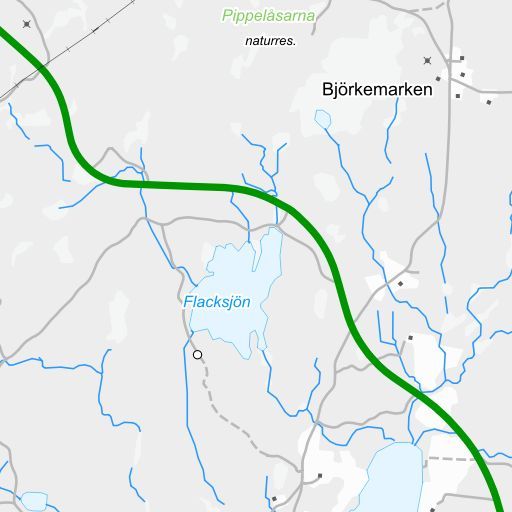 Pippelåsarna
naturres.
Björkemarken
Flacksjön